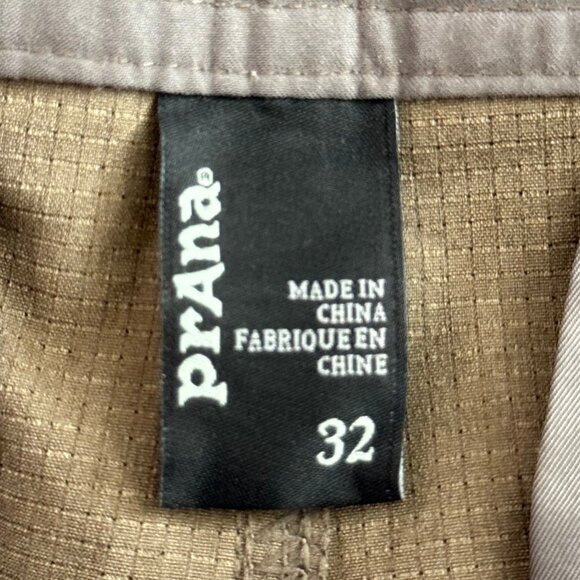 prAna®
MADE IN
CHINA
FABRIQUE EN
CHINE
32